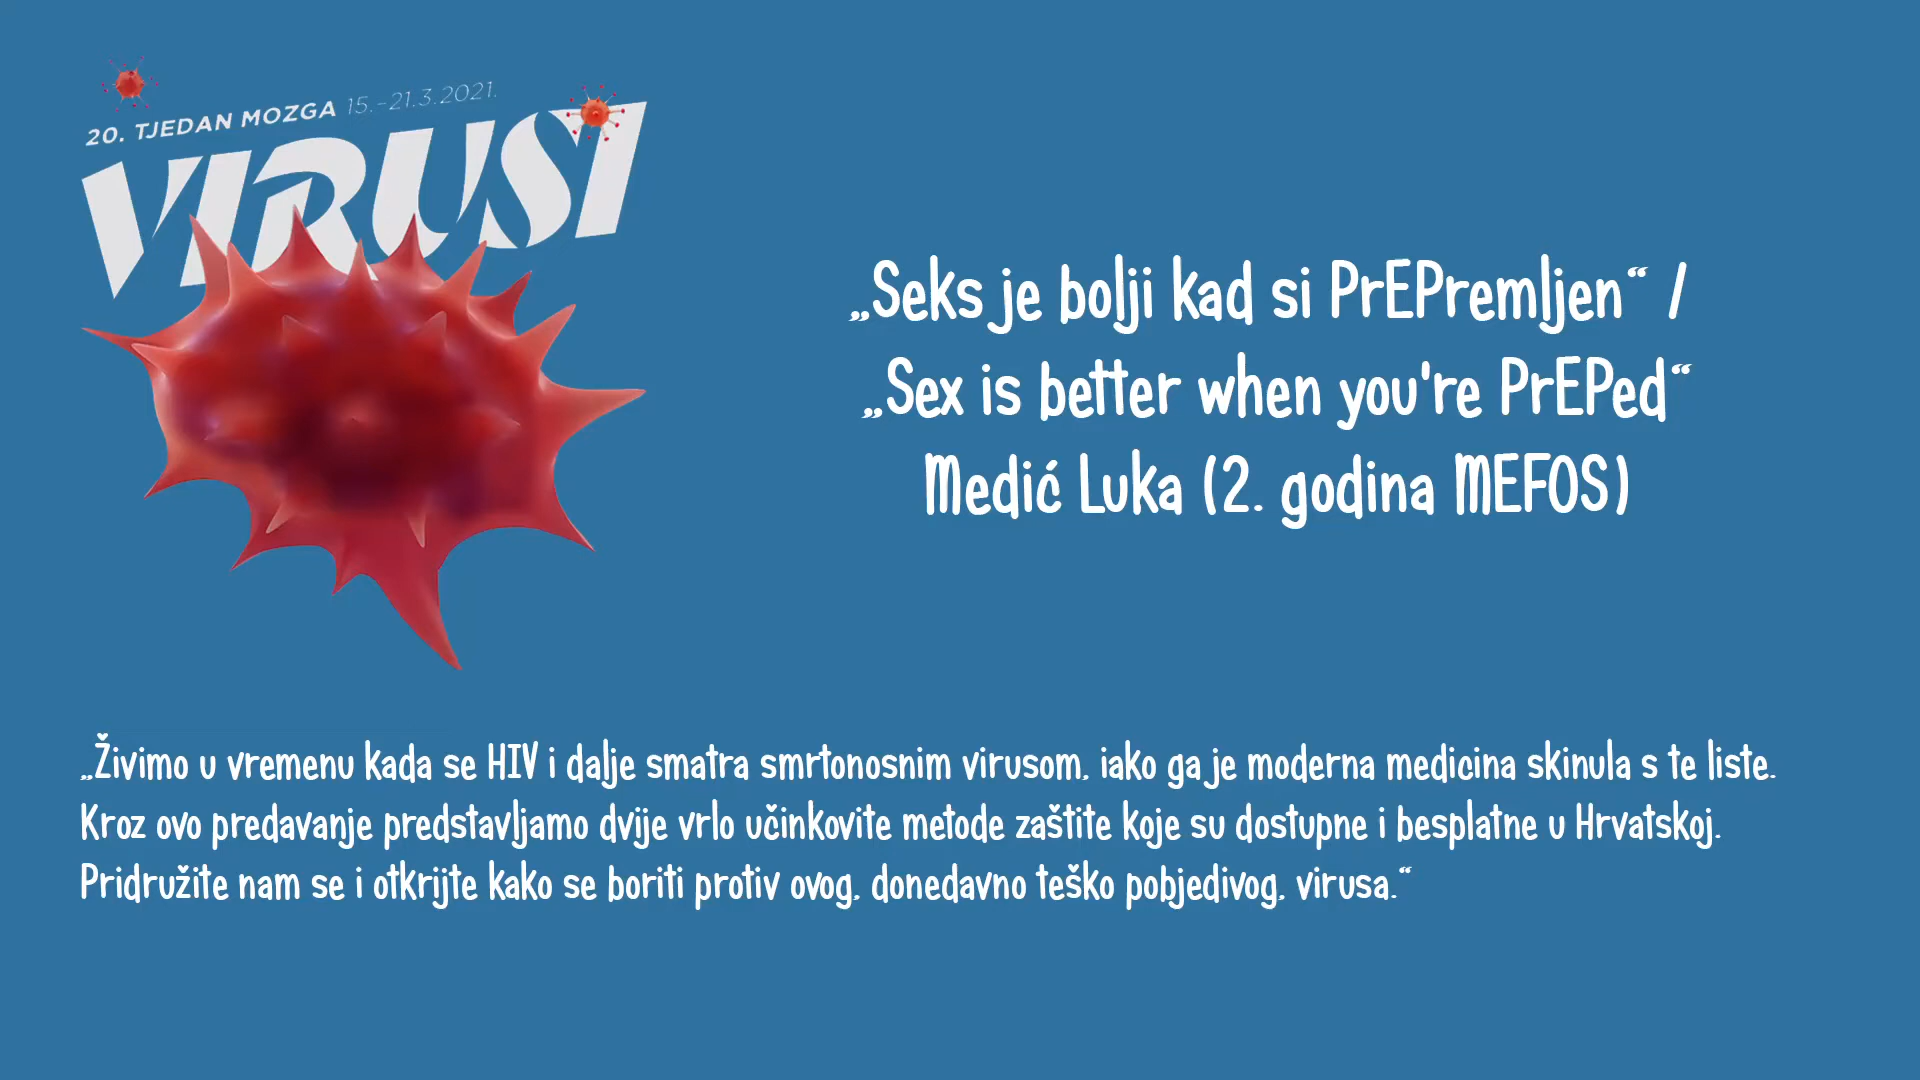 20. TJEDAN MOZGA 15.-21.3.2021.
VIRUSI
„Seks je bolji kad si PrEPremljen“ /
„Sex is better when you're PrEPed“
Medić Luka (2. godina MEFOS)
„Živimo u vremenu kada se HIV i dalje smatra smrtonosnim virusom, iako ga je moderna medicina skinula s te liste.
Kroz ovo predavanje predstavljamo dvije vrlo učinkovite metode zaštite koje su dostupne i besplatne u Hrvatskoj.
Pridružite nam se i otkrijte kako se boriti protiv ovog, donedavno teško pobjedivog, virusa.“